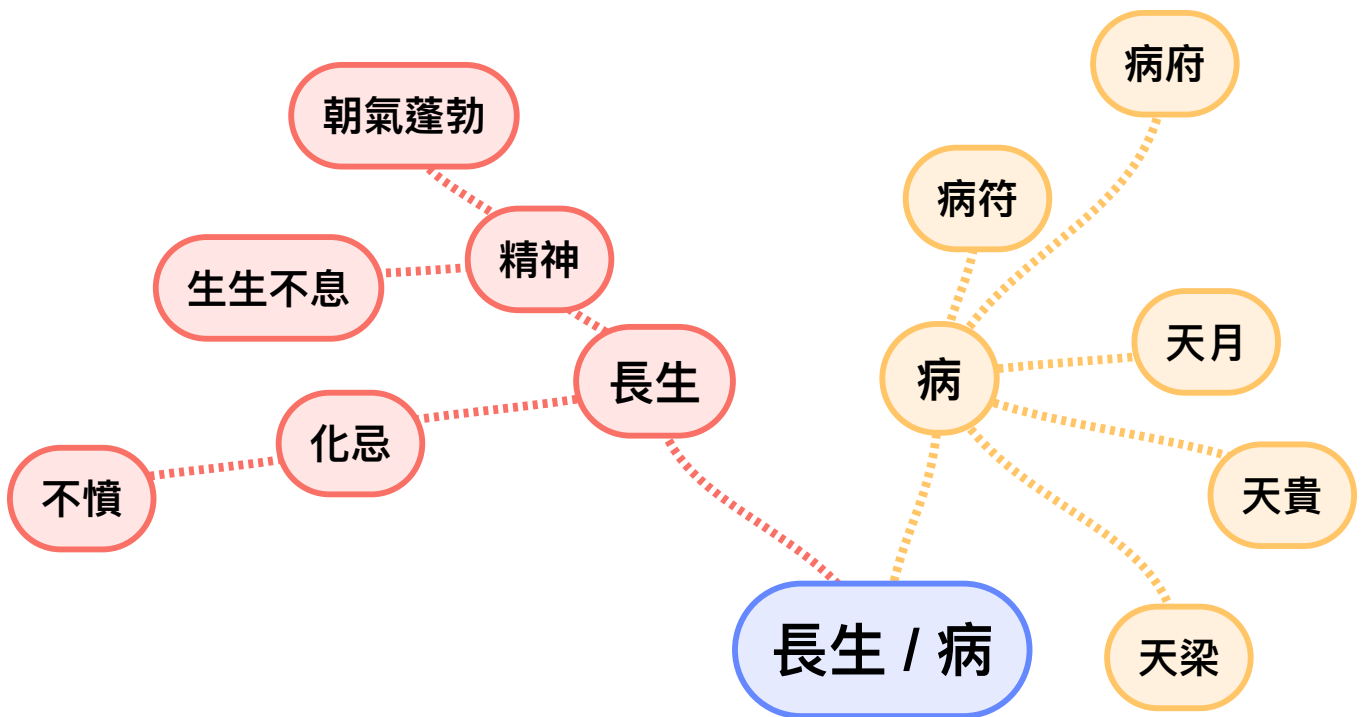 病府
朝氣蓬勃
病符
精神
生生不息
天月
長生
病
化忌
不憤
天貴
長生 / 病
天梁